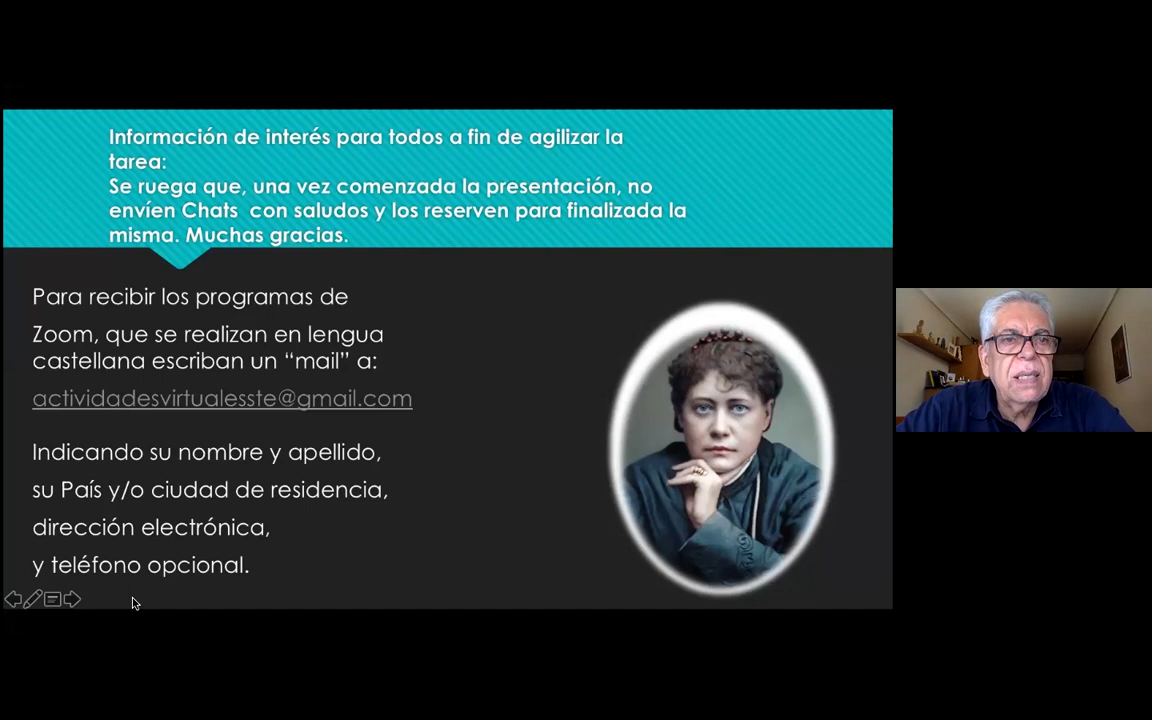 Información de interés para todos a fin de agilizar la
tarea:
Se ruega que, una vez comenzada la presentación, no
envíen Chats con saludos y los reserven para finalizada la
misma. Muchas gracias.
Para recibir los programas de
Zoom, que se realizan en lengua
castellana escriban un “mail” a:
actividadesvirtualesste@gmail.com
Indicando su nombre y apellido,
su País y/o ciudad de residencia,
dirección electrónica,
y teléfono opcional.